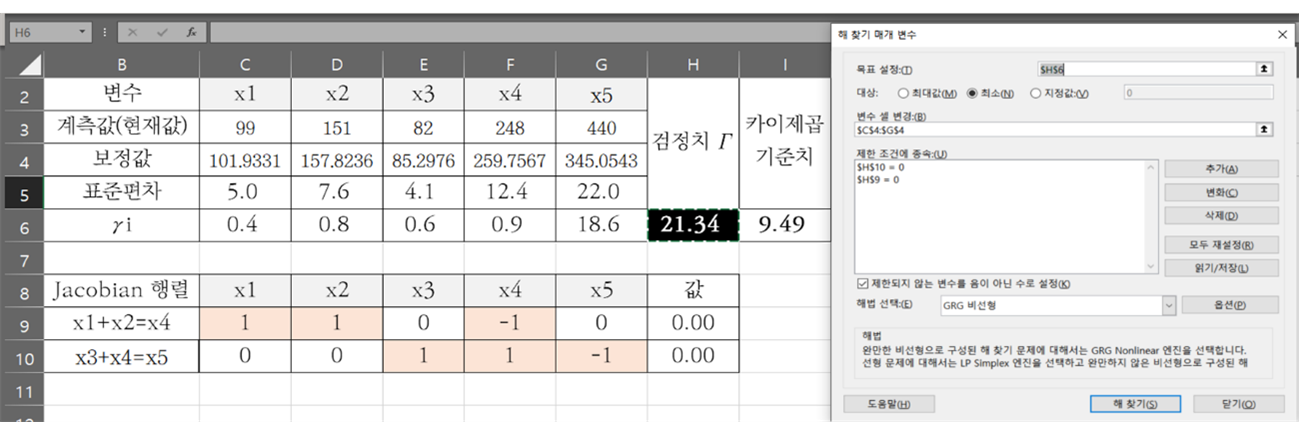 H6
fx
B C D E F G H I
2 변수 x1 x2 x3 x4 x5 검정치 Γ 카이제곱 기준치
3 계측값(현재값) 99 151 82 248 440
4 보정값 101.9331 157.8236 85.2976 259.7567 345.0543
5 표준편차 5.0 7.6 4.1 12.4 22.0
6 γi 0.4 0.8 0.6 0.9 18.6 21.34 9.49
7
8 Jacobian 행렬 x1 x2 x3 x4 x5 값
9 x1+x2=x4 1 1 0 -1 0 0.00
10 x3+x4=x5 0 0 1 1 -1 0.00
11
해 찾기 매개 변수
목표 설정:(T) $H$6
대상: 최대값(M) 최소(N) 지정값:(V) 0
변수 셀 변경:(B)
$C$4:$G$4
제한 조건에 종속:(U)
$H$10 = 0
$H$9 = 0
추가(A)
변화(C)
삭제(D)
모두 재설정(R)
읽기/저장(L)
제한되지 않는 변수를 음이 아닌 수로 설정(K)
해법 선택:(E) GRG 비선형 옵션(P)
해법
완만한 비선형으로 구성된 해 찾기 문제에 대해서는 GRG Nonlinear 엔진을 선택합니다.
선형 문제에 대해서는 LP Simplex 엔진을 선택하고 완만하지 않은 비선형으로 구성된 해
도움말(H) 해 찾기(S) 닫기(O)